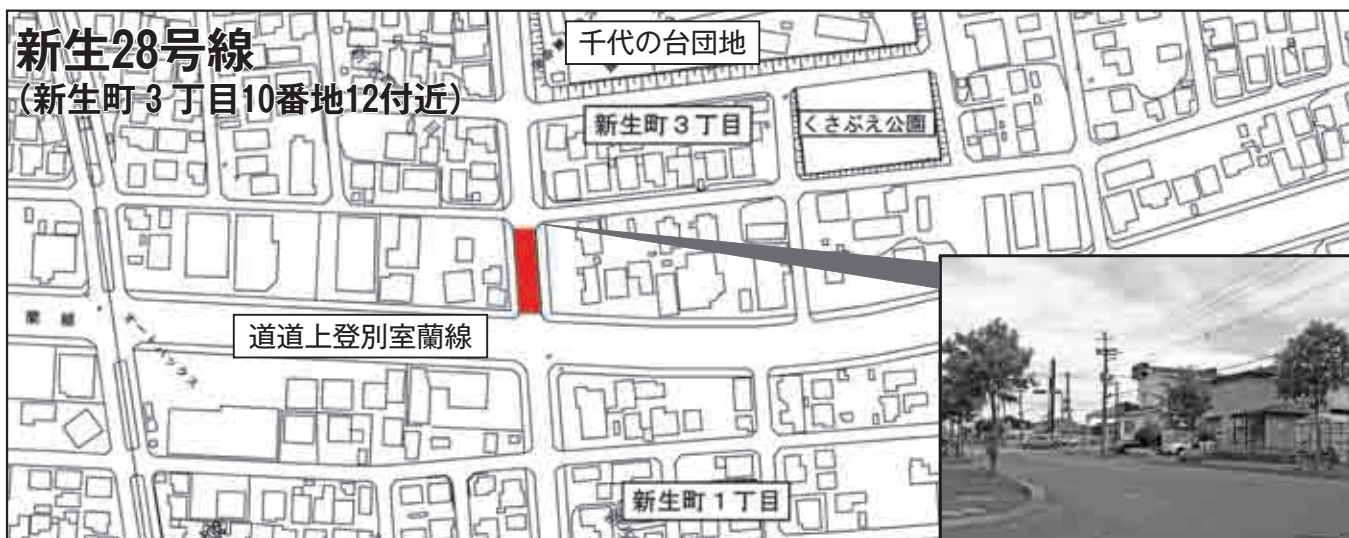 新生28号線
（新生町３丁目10番地12付近）
千代の台団地
新生町３丁目
くさぶえ公園
道道上登別室蘭線
蘭線
新生町１丁目